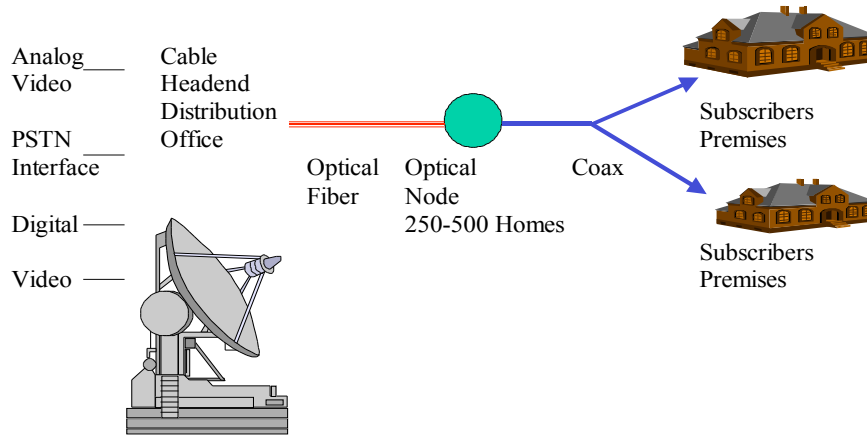 Analog
Video
Cable
Headend
Distribution
Office
PSTN
Interface
Digital
Video
Optical
Fiber
Optical
Node
250-500 Homes
Coax
Subscribers
Premises
Subscribers
Premises